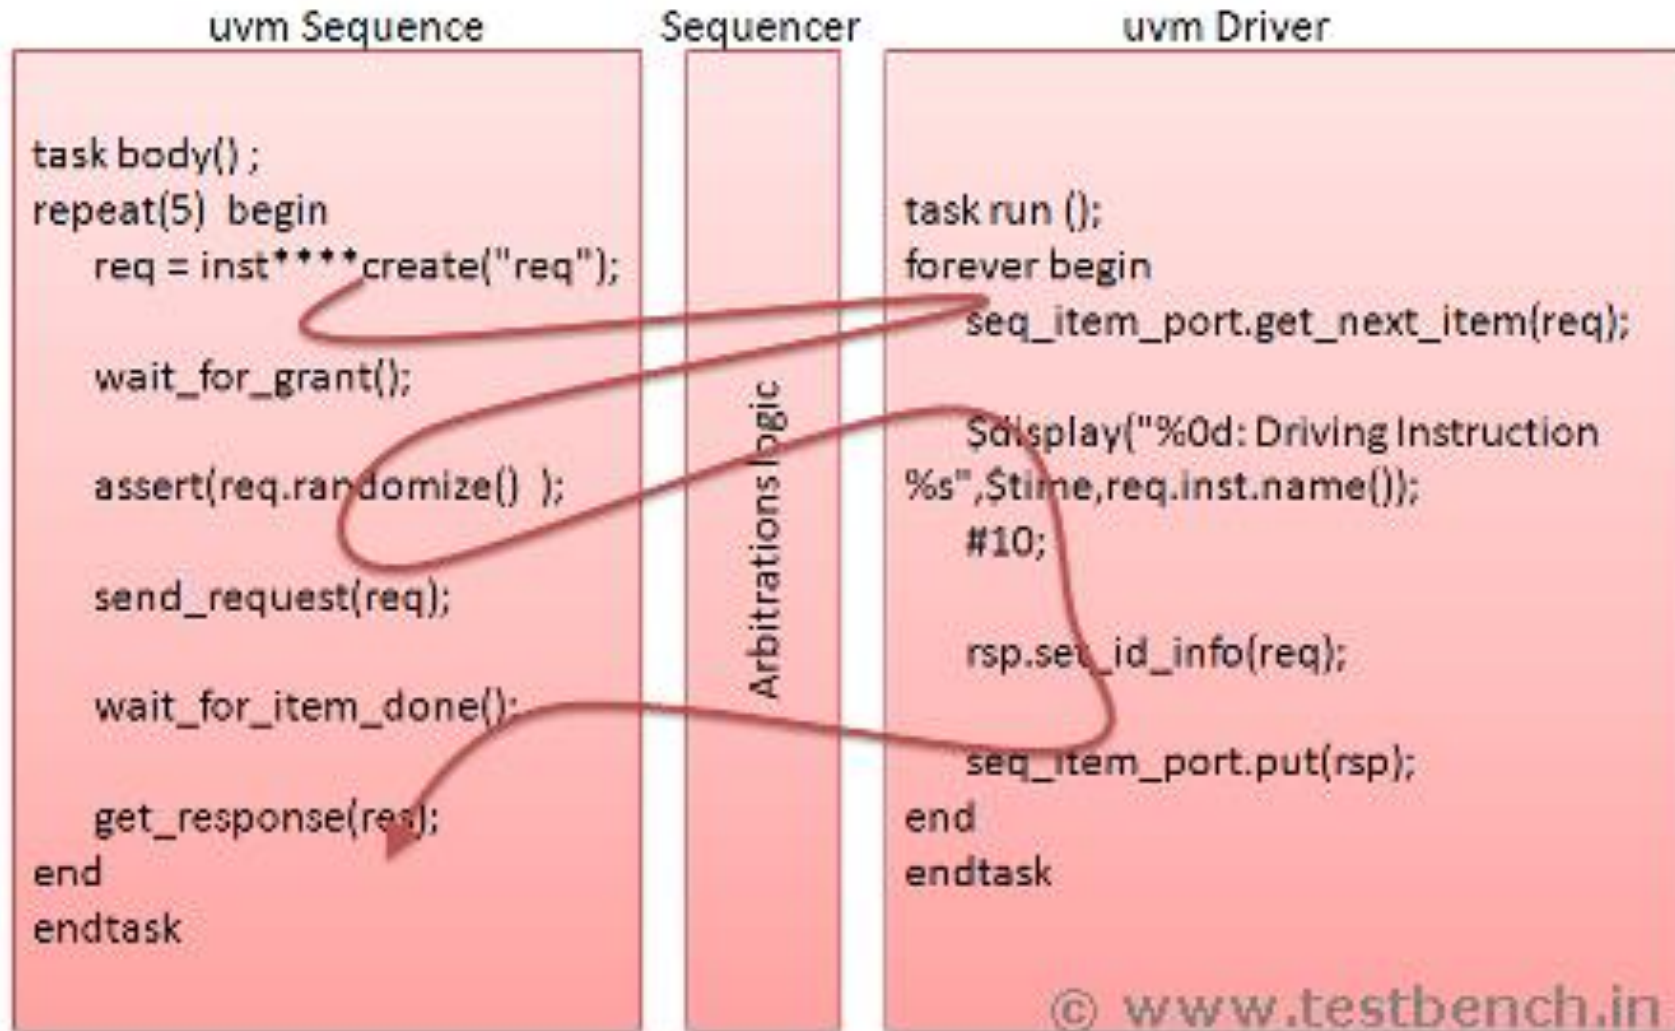 uvm Sequence
task body() ;
repeat(5) begin
req = inst****create("req");
wait_for_grant();
assert(req.randomize() );
send_request(req);
wait_for_item_done();
get_response(res);
end
endtask
Sequencer
Arbitrations logic
uvm Driver
task run ();
forever begin
seq_item_port.get_next_item(req);
$display("%0d: Driving Instruction
%s",$time,req.inst.name());
#10;
rsp.set_id_info(req);
seq_item_port.put(rsp);
end
endtask
© www.testbench.in